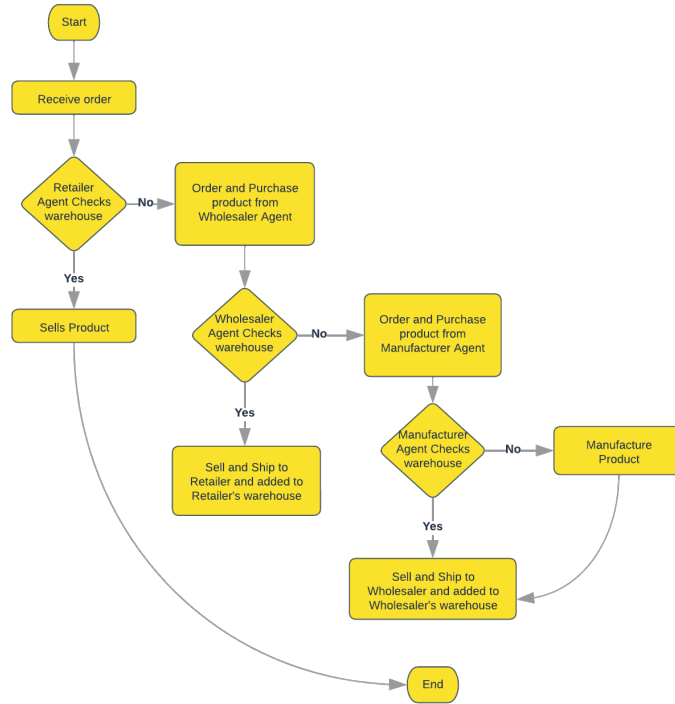 Start
Receive order
Retailer
Agent Checks
warehouse
No
Order and Purchase
product from
Wholesaler Agent
Yes
Sells Product
Wholesaler
Agent Checks
warehouse
No
Order and Purchase
product from
Manufacturer Agent
Yes
Sell and Ship to
Retailer and added to
Retailer's warehouse
Manufacturer
Agent Checks
warehouse
No
Manufacture
Product
Yes
Sell and Ship to
Wholesaler and added to
Wholesaler's warehouse
End